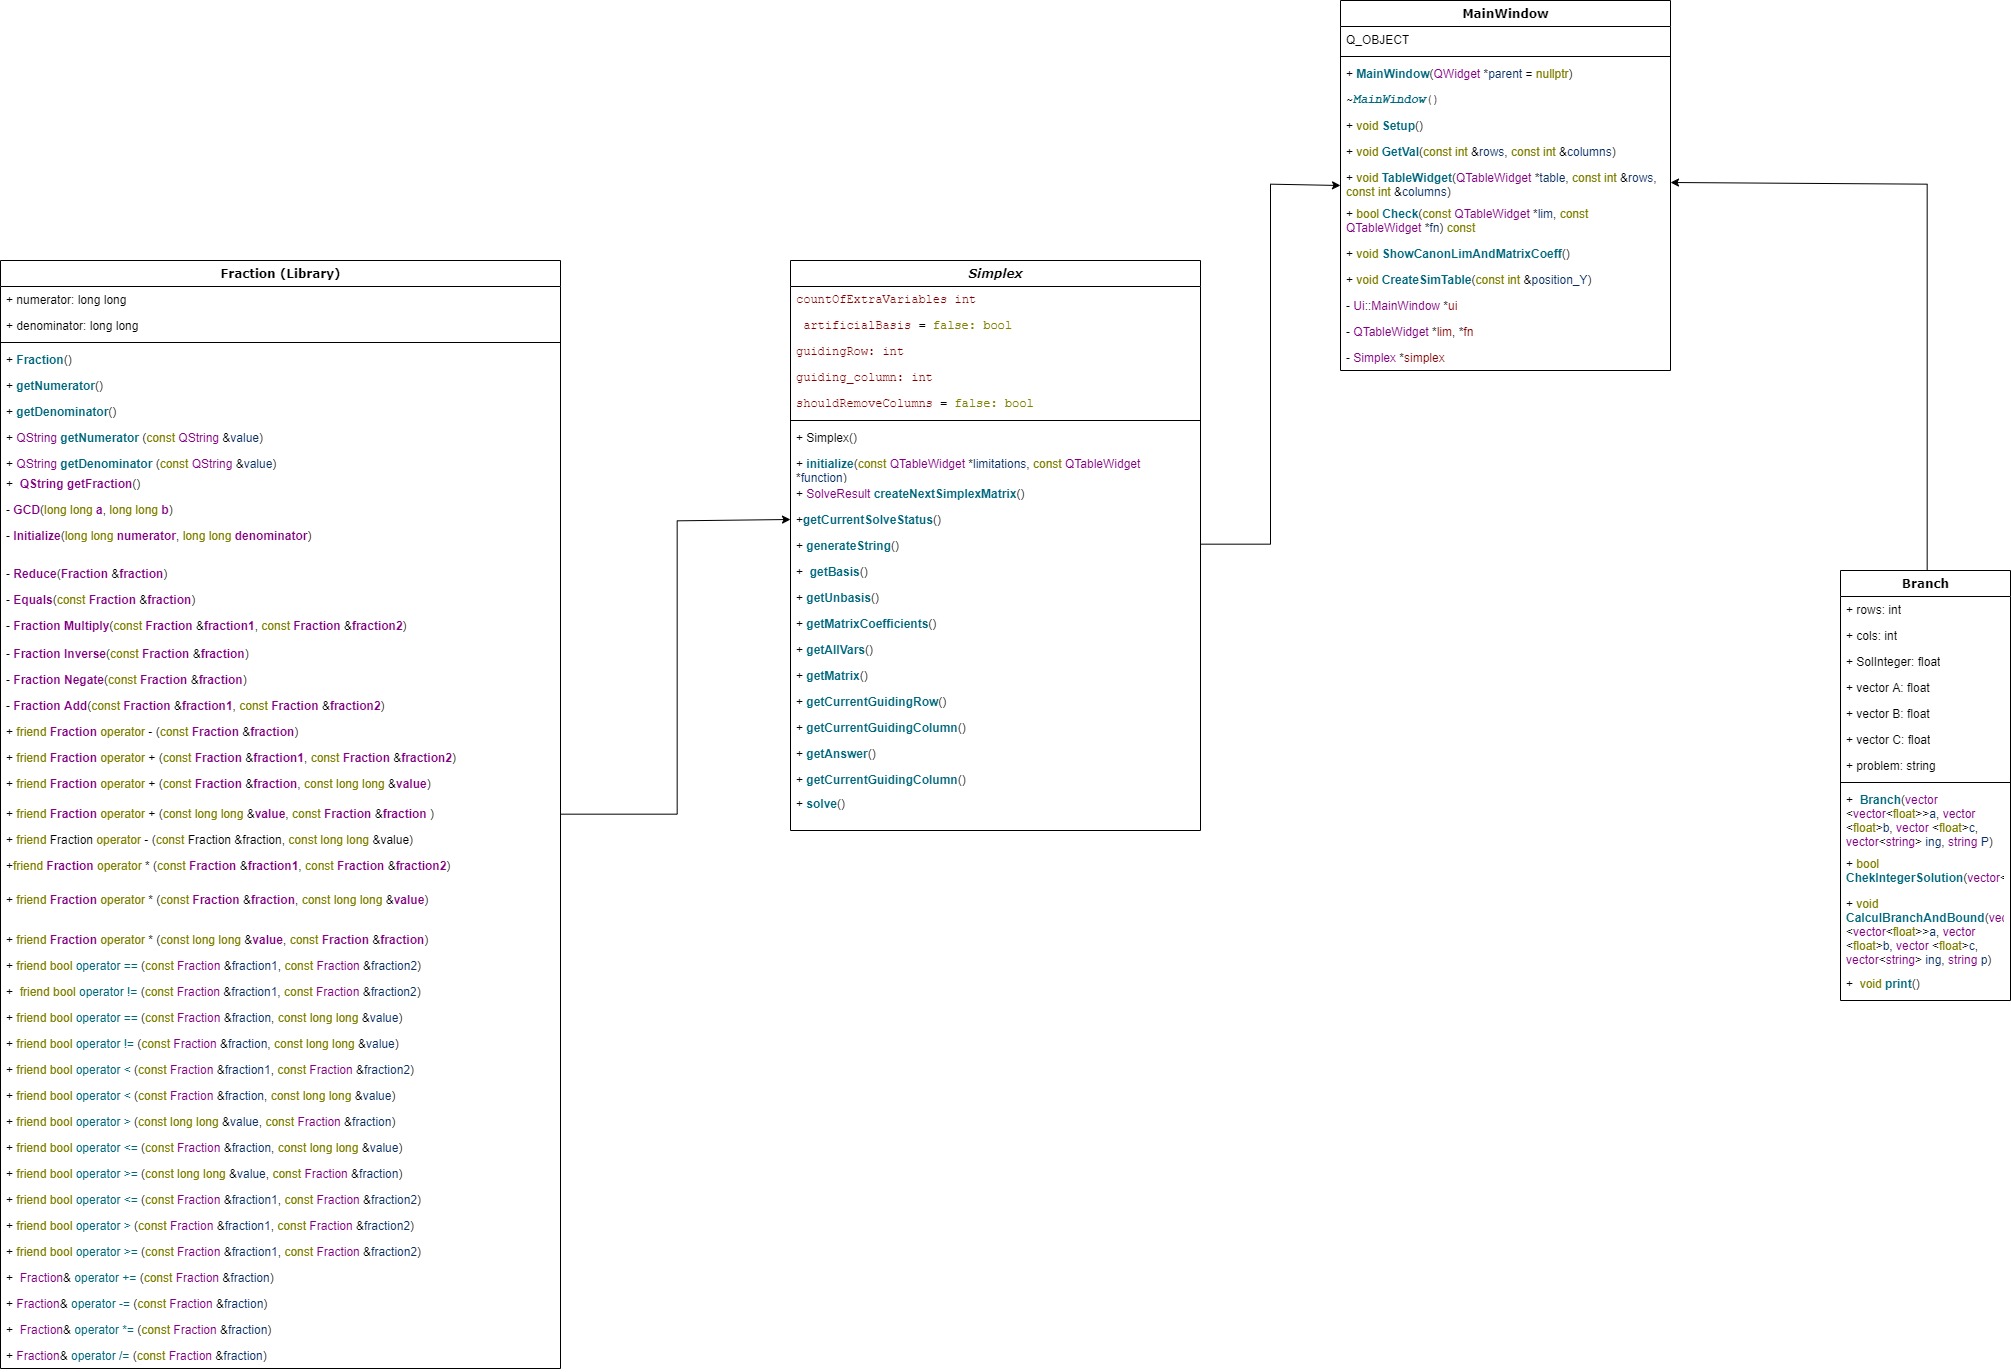 MainWindow
Q_OBJECT
+ MainWindow(QWidget *parent = nullptr)
~MainWindow()
+ void Setup()
+ void GetVal(const int &rows, const int &columns)
+ void TableWidget(QTableWidget *table, const int &rows,
const int &columns)
+ bool Check(const QTableWidget *lim, const
QTableWidget *fn) const
+ void ShowCanonLimAndMatrixCoeff()
+ void CreateSimTable(const int &position_Y)
- Ui::MainWindow *ui
- QTableWidget *lim, *fn
- Simplex *simplex
Fraction (Library)
+ numerator: long long
+ denominator: long long
+ Fraction()
+ getNumerator()
+ getDenominator()
+ QString getNumerator (const QString &value)
+ QString getDenominator (const QString &value)
+ QString getFraction()
- GCD(long long a, long long b)
- Initialize(long long numerator, long long denominator)
- Reduce(Fraction &fraction)
- Equals(const Fraction &fraction)
- Fraction Multiply(const Fraction &fraction1, const Fraction &fraction2)
- Fraction Inverse(const Fraction &fraction)
- Fraction Negate(const Fraction &fraction)
- Fraction Add(const Fraction &fraction1, const Fraction &fraction2)
+ friend Fraction operator - (const Fraction &fraction)
+ friend Fraction operator + (const Fraction &fraction1, const Fraction &fraction2)
+ friend Fraction operator + (const Fraction &fraction, const long long &value)
+ friend Fraction operator + (const long long &value, const Fraction &fraction )
+ friend Fraction operator - (const Fraction &fraction, const long long &value)
+friend Fraction operator * (const Fraction &fraction1, const Fraction &fraction2)
+ friend Fraction operator * (const Fraction &fraction, const long long &value)
+ friend Fraction operator * (const long long &value, const Fraction &fraction)
+ friend bool operator == (const Fraction &fraction1, const Fraction &fraction2)
+ friend bool operator != (const Fraction &fraction1, const Fraction &fraction2)
+ friend bool operator == (const Fraction &fraction, const long long &value)
+ friend bool operator != (const Fraction &fraction, const long long &value)
+ friend bool operator < (const Fraction &fraction1, const Fraction &fraction2)
+ friend bool operator < (const Fraction &fraction, const long long &value)
+ friend bool operator > (const long long &value, const Fraction &fraction)
+ friend bool operator <= (const Fraction &fraction, const long long &value)
+ friend bool operator >= (const long long &value, const Fraction &fraction)
+ friend bool operator <= (const Fraction &fraction1, const Fraction &fraction2)
+ friend bool operator > (const Fraction &fraction1, const Fraction &fraction2)
+ friend bool operator >= (const Fraction &fraction1, const Fraction &fraction2)
+ Fraction& operator += (const Fraction &fraction)
+ Fraction& operator -= (const Fraction &fraction)
+ Fraction& operator *= (const Fraction &fraction)
+ Fraction& operator /= (const Fraction &fraction)
Simplex
countOfExtraVariables int
artificialBasis = false: bool
guidingRow: int
guiding_column: int
shouldRemoveColumns = false: bool
+ Simplex()
+ initialize(const QTableWidget *limitations, const QTableWidget
*function)
+ SolveResult createNextSimplexMatrix()
+getCurrentSolveStatus()
+ generateString()
+ getBasis()
+ getUnbasis()
+ getMatrixCoefficients()
+ getAllVars()
+ getMatrix()
+ getCurrentGuidingRow()
+ getCurrentGuidingColumn()
+ getAnswer()
+ getCurrentGuidingColumn()
+ solve()
Branch
+ rows: int
+ cols: int
+ SolInteger: float
+ vector A: float
+ vector B: float
+ vector C: float
+ problem: string
+ Branch(vector
<vector<float>>a, vector
<float>b, vector <float>c,
vector<string> ing, string P)
+ bool
ChekIntegerSolution(vector<
+ void
CalculBranchAndBound(vec
<vector<float>>a, vector
<float>b, vector <float>c,
vector<string> ing, string p)
+ void print()